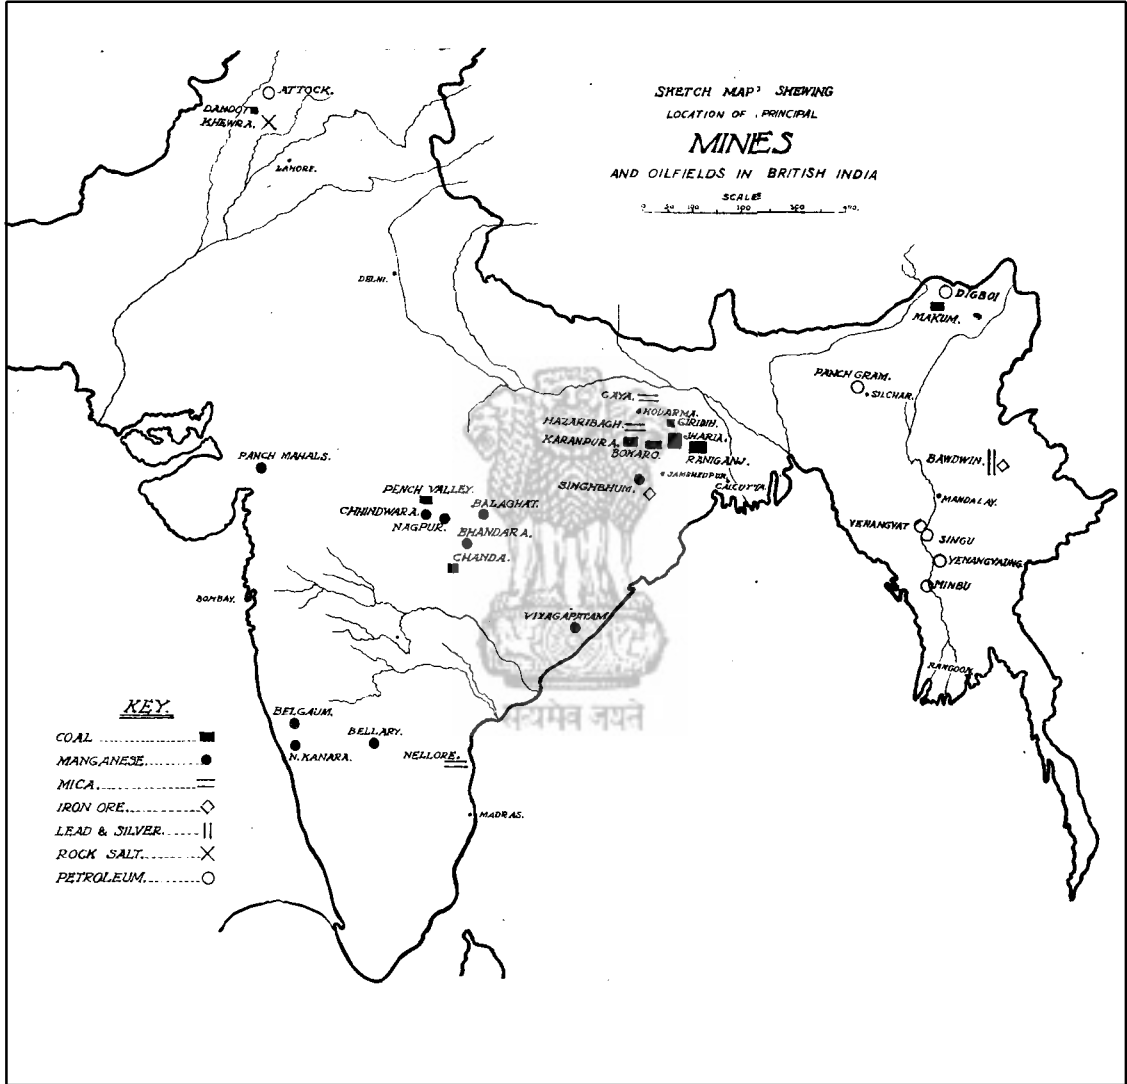 SKETCH MAP SHEWING
LOCATION OF PRINCIPAL
MINES
AND OILFIELDS IN BRITISH INDIA
SCALE
0 50 100
ATTOCK.
DANDOT
KHEWRA.
LAHORE.
DELHI.
DIGBOI
MAKUM.
PANCH GRAM.
SILCHAR.
GAYA.
KODARMA.
GIRIDIH.
HAZARIBAGH.
JHARIA.
KARANPURA.
BOKARO.
RANIGANJ.
PANCH MAHALS.
BAWDWIN.
JAMSHEDPUR.
SINGHBHUM.
CALCUTTA.
PENCH VALLEY.
MANDALAY.
CHHINDWARA.
BALAGHAT.
NAGPUR.
BHANDARA.
YENANGYAT
SINGU
CHANDA.
YENANGYAUNG
MINBU
BOMBAY.
VIZAGAPATAM
RANGOON.
BELGAUM.
BELLARY.
N. KANARA.
NELLORE.
MADRAS.
सत्यमेव जयते
KEY.
COAL
MANGANESE
MICA
IRON ORE
LEAD & SILVER
ROCK SALT
PETROLEUM